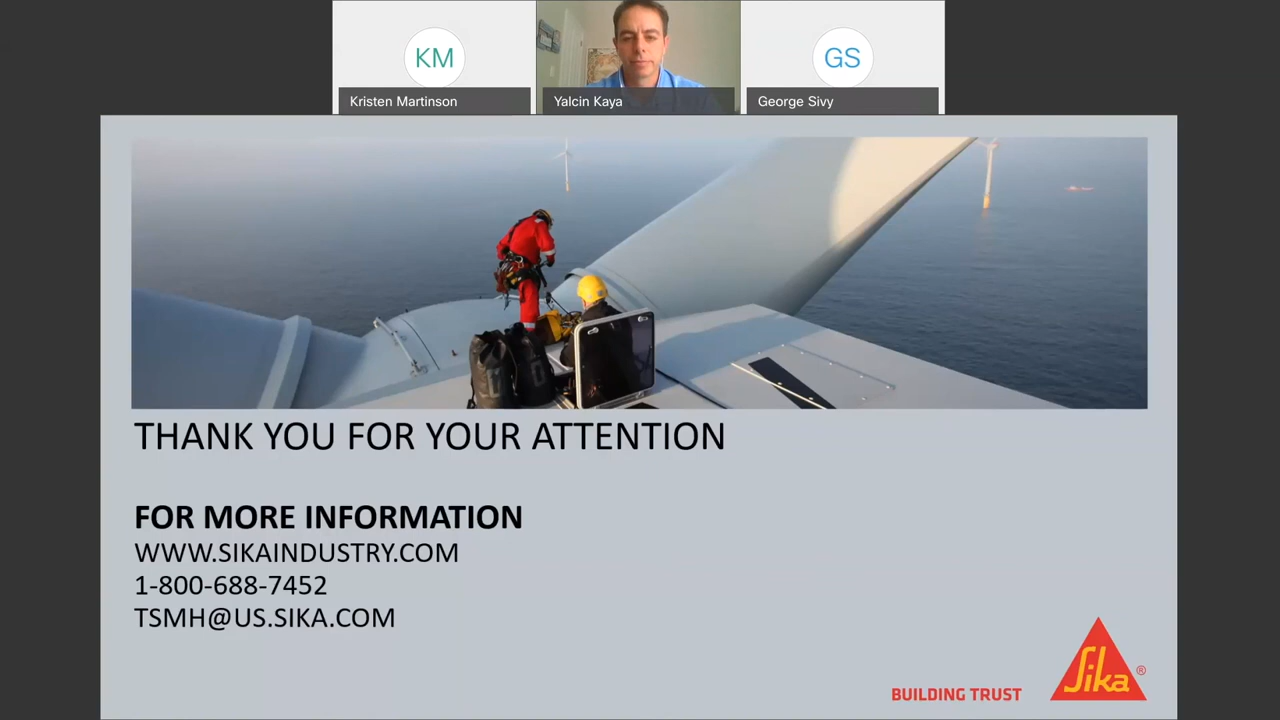 KM
GS
Kristen Martinson
Yalcin Kaya
George Sivy
THANK YOU FOR YOUR ATTENTION
FOR MORE INFORMATION
WWW.SIKAINDUSTRY.COM
1-800-688-7452
TSMH@US.SIKA.COM
BUILDING TRUST
Sika®